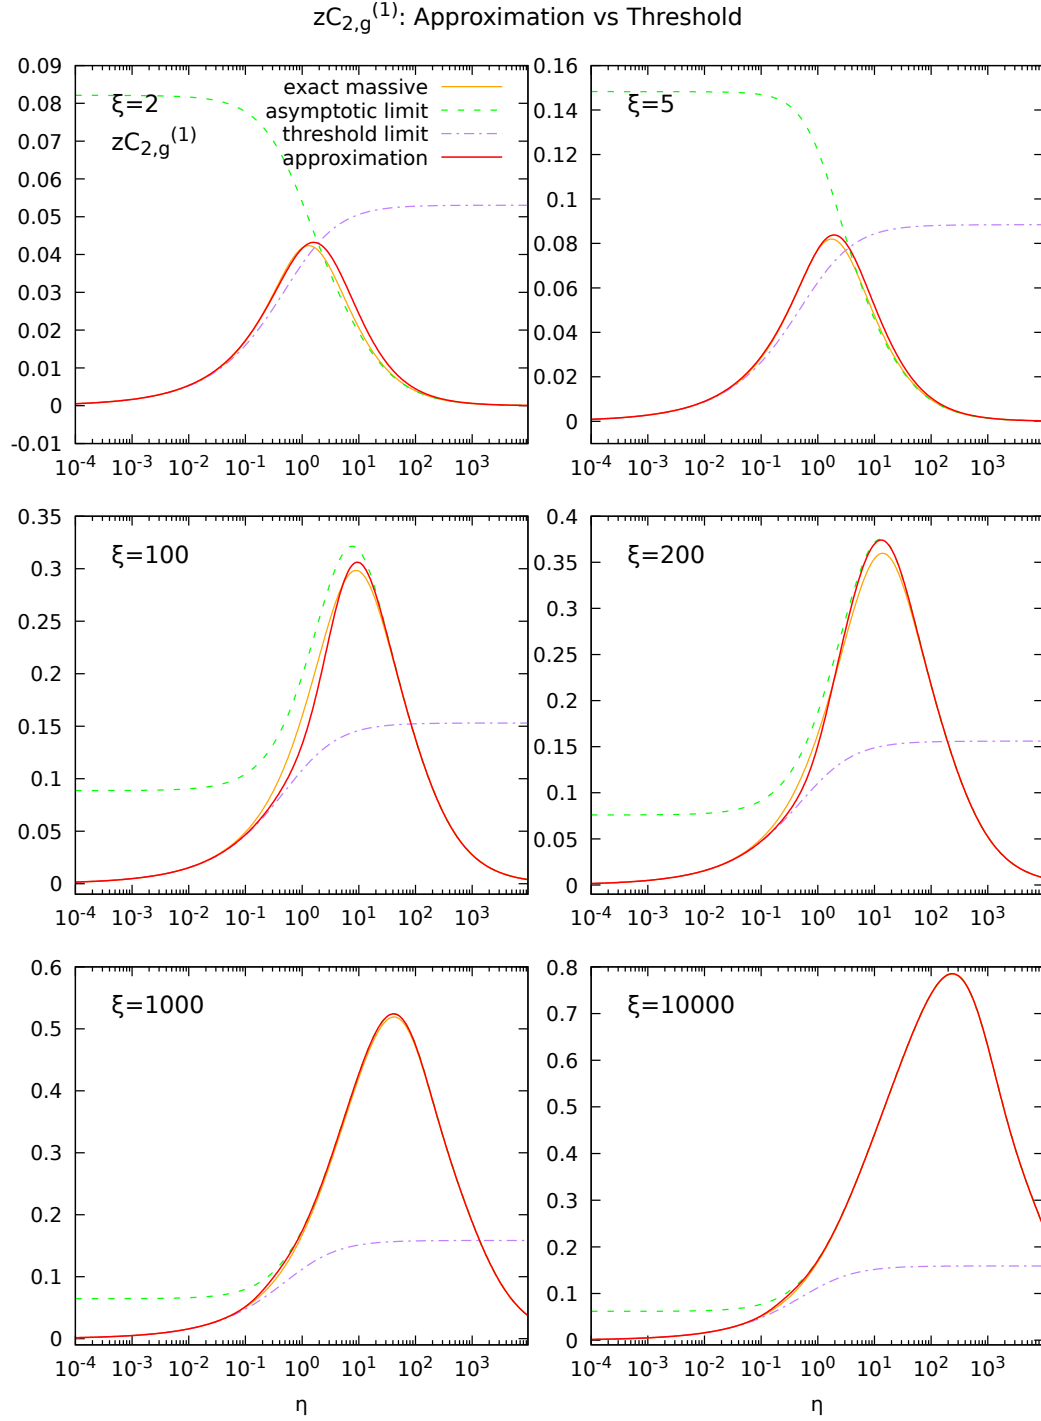 zC₂,g⁽¹⁾: Approximation vs Threshold
ξ=2
zC₂,g⁽¹⁾
exact massive
asymptotic limit
threshold limit
approximation
0.09
0.08
0.07
0.06
0.05
0.04
0.03
0.02
0.01
0
-0.01
10⁻⁴ 10⁻³ 10⁻² 10⁻¹ 10⁰ 10¹ 10² 10³
ξ=5
0.16
0.14
0.12
0.1
0.08
0.06
0.04
0.02
0
10⁻⁴ 10⁻³ 10⁻² 10⁻¹ 10⁰ 10¹ 10² 10³
ξ=100
0.35
0.3
0.25
0.2
0.15
0.1
0.05
0
10⁻⁴ 10⁻³ 10⁻² 10⁻¹ 10⁰ 10¹ 10² 10³
ξ=200
0.4
0.35
0.3
0.25
0.2
0.15
0.1
0.05
0
10⁻⁴ 10⁻³ 10⁻² 10⁻¹ 10⁰ 10¹ 10² 10³
ξ=1000
0.6
0.5
0.4
0.3
0.2
0.1
0
10⁻⁴ 10⁻³ 10⁻² 10⁻¹ 10⁰ 10¹ 10² 10³
η
ξ=10000
0.8
0.7
0.6
0.5
0.4
0.3
0.2
0.1
0
10⁻⁴ 10⁻³ 10⁻² 10⁻¹ 10⁰ 10¹ 10² 10³
η